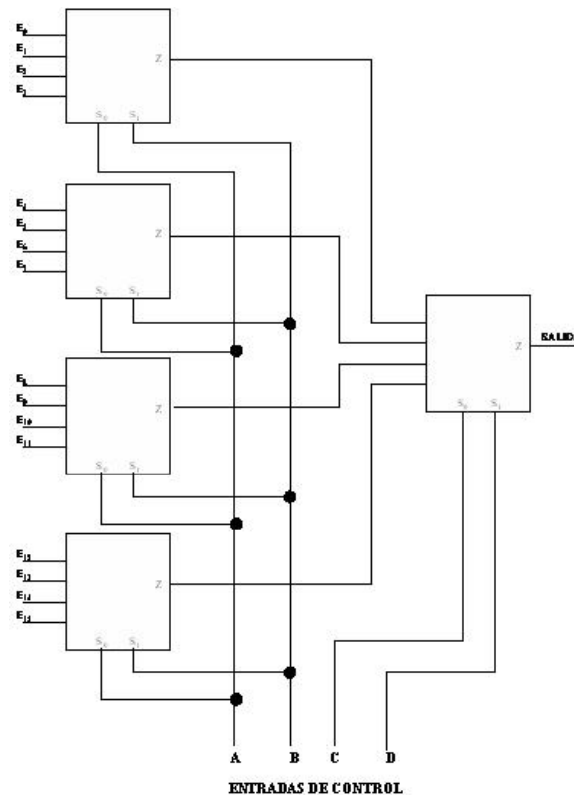 E₀
E₁
E₂
E₃
Z
S₀ S₁
E₄
E₅
E₆
E₇
Z
S₀ S₁
E₈
E₉
E₁₀
E₁₁
Z
S₀ S₁
E₁₂
E₁₃
E₁₄
E₁₅
Z
S₀ S₁
Z
SALID
S₀ S₁
A B C D
ENTRADAS DE CONTROL